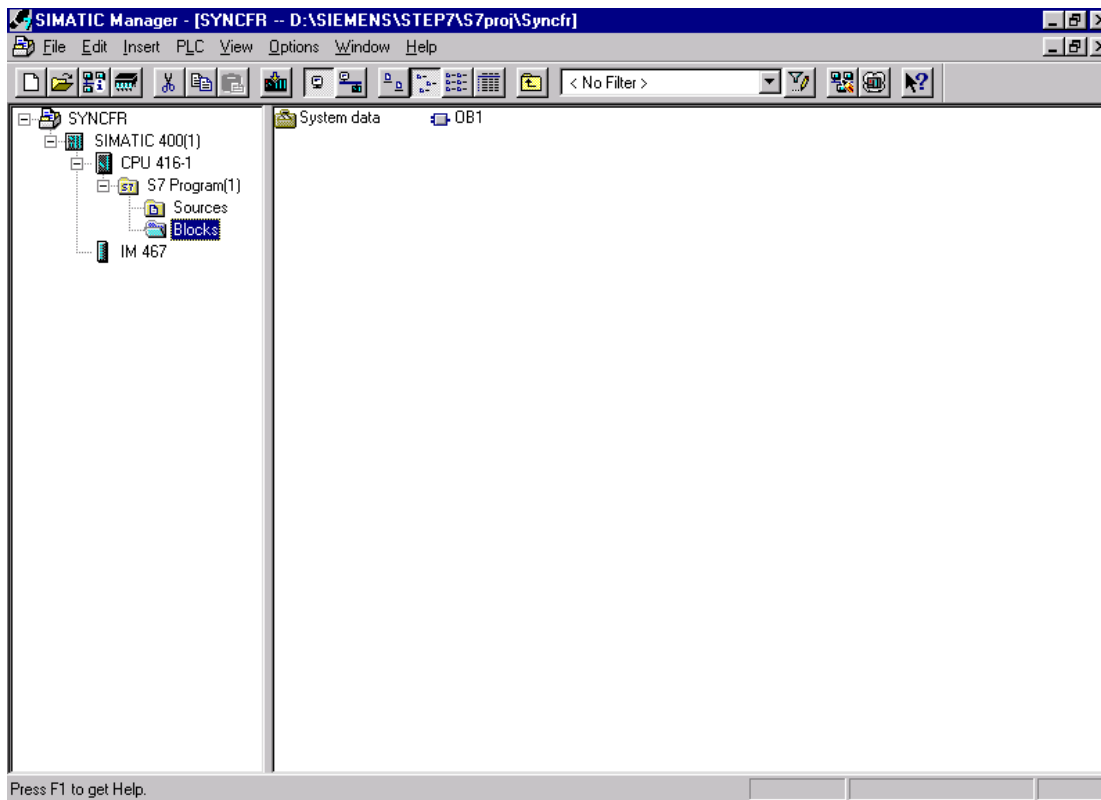 SIMATIC Manager - [SYNCFR -- D:\SIEMENS\STEP7\S7proj\Syncfr]
File Edit Insert PLC View Options Window Help
< No Filter >
SYNCFR
SIMATIC 400(1)
CPU 416-1
S7 Program(1)
Sources
Blocks
IM 467
System data OB1
Press F1 to get Help.